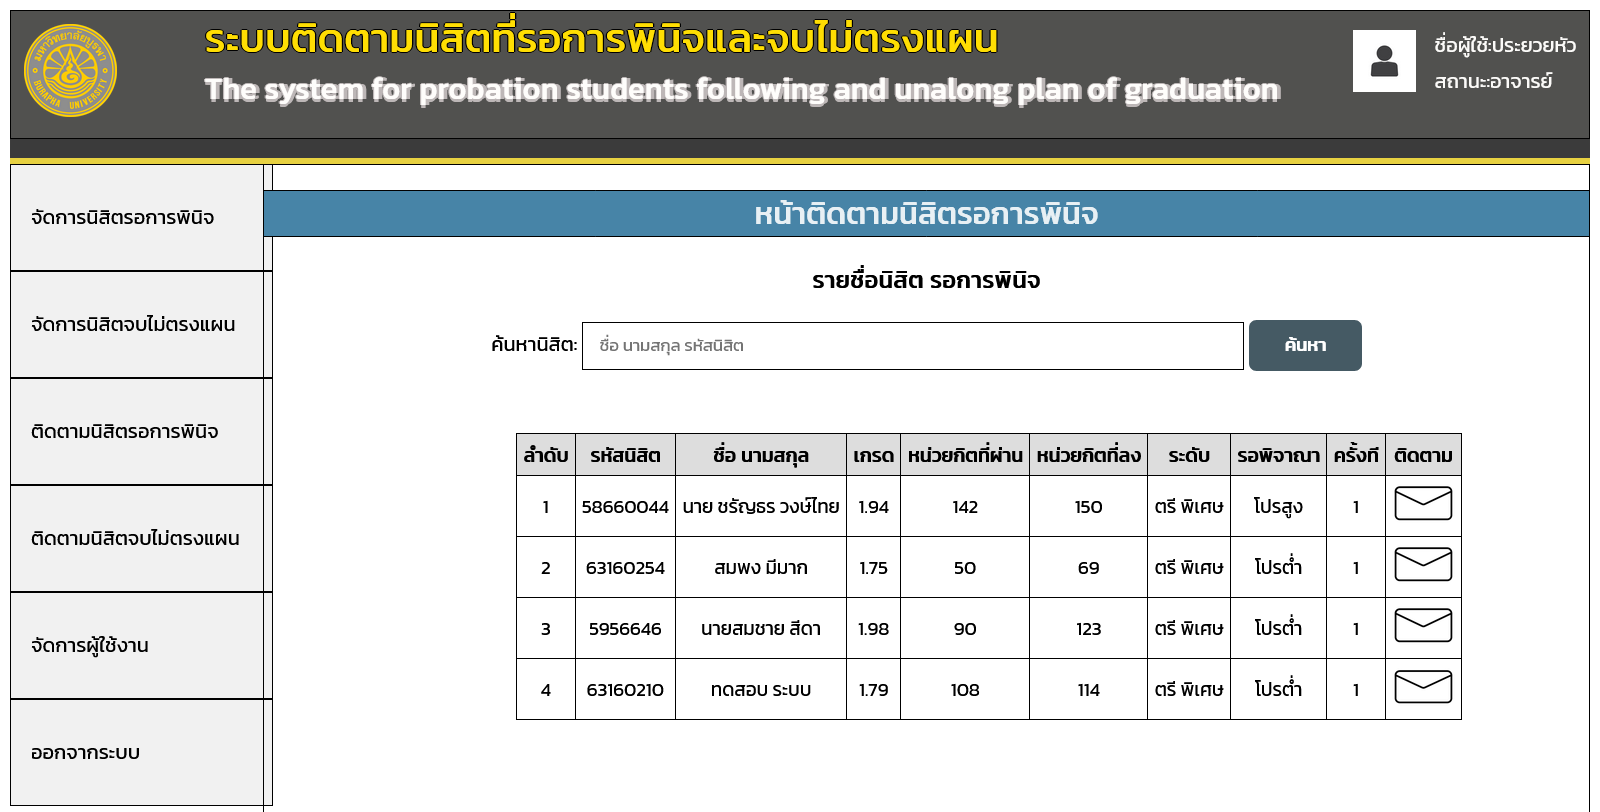 มหาวิทยาลัยบูรพา
BURAPHA UNIVERSITY
ระบบติดตามนิสิตที่รอการพินิจและจบไม่ตรงแผน
The system for probation students following and unalong plan of graduation
ชื่อผู้ใช้:ประยวยหัว
สถานะ:อาจารย์
จัดการนิสิตรอการพินิจ
จัดการนิสิตจบไม่ตรงแผน
ติดตามนิสิตรอการพินิจ
ติดตามนิสิตจบไม่ตรงแผน
จัดการผู้ใช้งาน
ออกจากระบบ
หน้าติดตามนิสิตรอการพินิจ
รายชื่อนิสิต รอการพินิจ
ค้นหานิสิต: ชื่อ นามสกุล รหัสนิสิต ค้นหา
ลำดับ รหัสนิสิต ชื่อ นามสกุล เกรด หน่วยกิตที่ผ่าน หน่วยกิตที่ลง ระดับ รอพิจาณา ครั้งที ติดตาม
1 58660044 นาย ชรัญธร วงษ์ไทย 1.94 142 150 ตรี พิเศษ โปรสูง 1
2 63160254 สมพง มีมาก 1.75 50 69 ตรี พิเศษ โปรต่ำ 1
3 5956646 นายสมชาย สีดา 1.98 90 123 ตรี พิเศษ โปรต่ำ 1
4 63160210 ทดสอบ ระบบ 1.79 108 114 ตรี พิเศษ โปรต่ำ 1